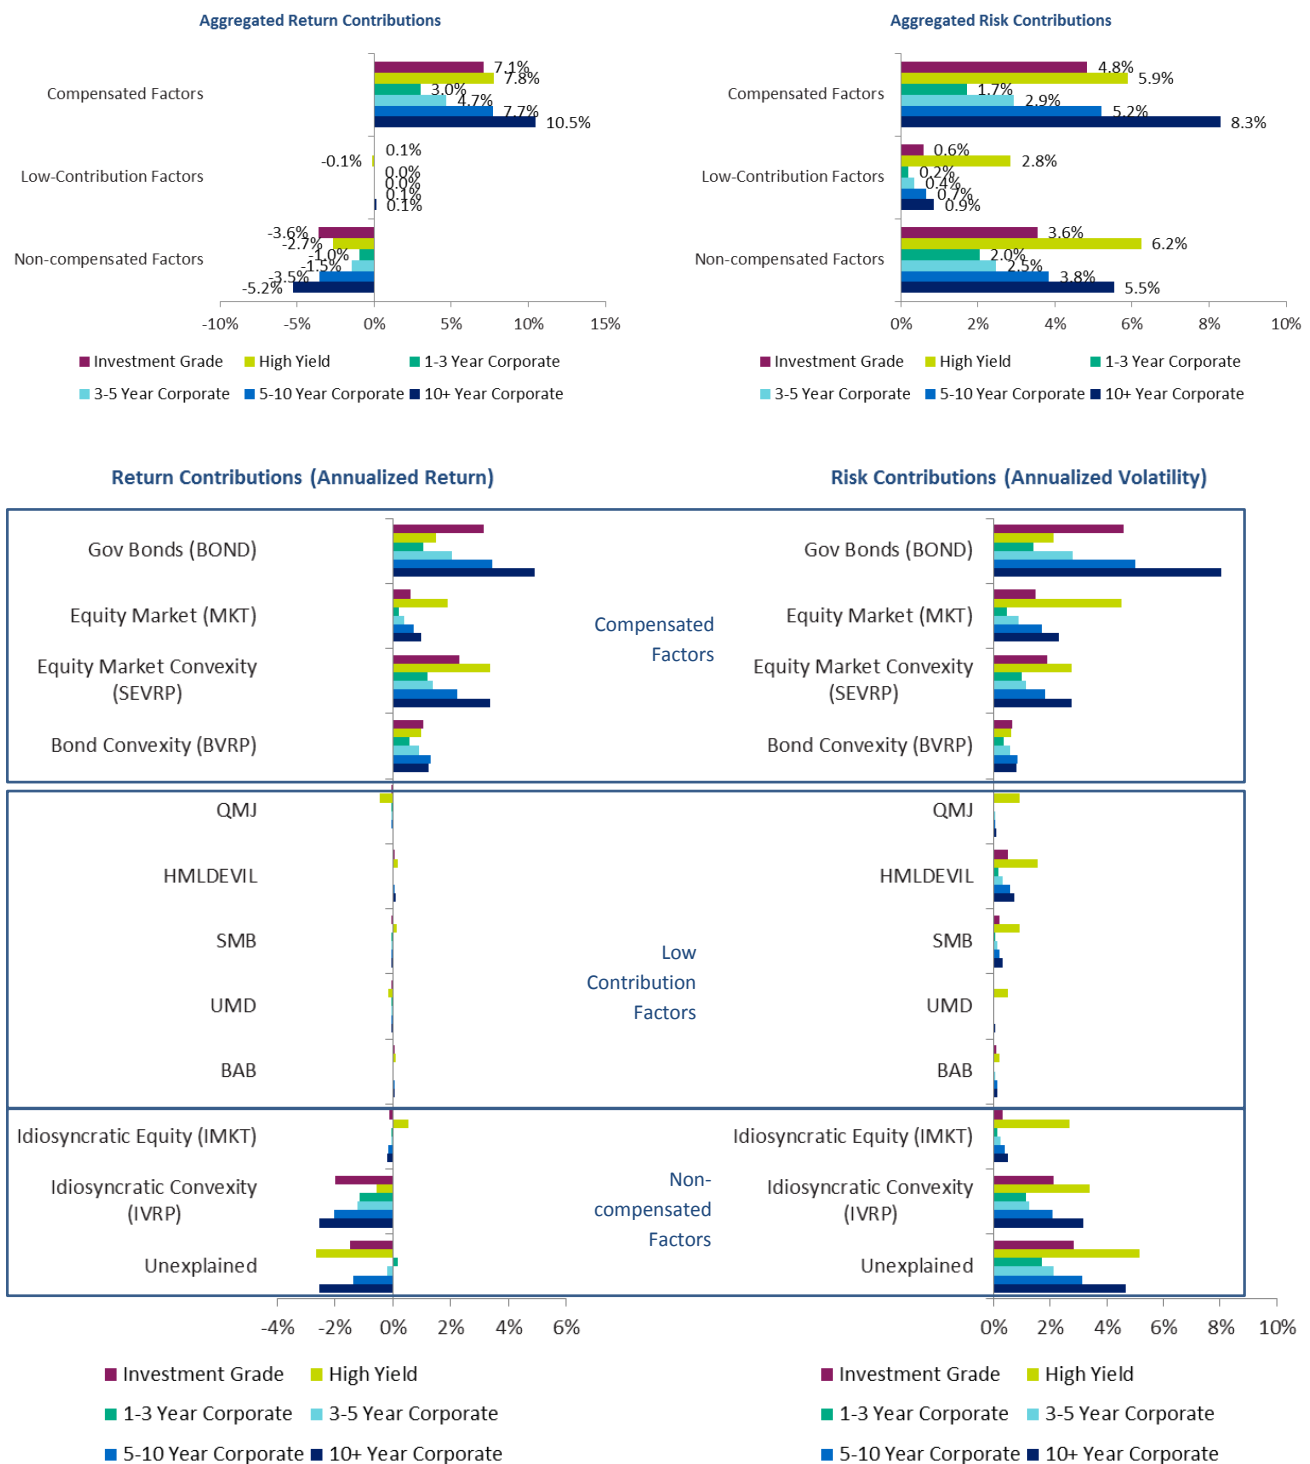 Aggregated Return Contributions
Compensated Factors
7.1%
7.8%
3.0%
4.7%
7.7%
10.5%
Low-Contribution Factors
0.1%
-0.1%
0.0%
0.0%
0.1%
0.1%
Non-compensated Factors
-3.6%
-2.7%
-1.0%
-1.5%
-3.5%
-5.2%
-10% -5% 0% 5% 10% 15%
Investment Grade High Yield 1-3 Year Corporate
3-5 Year Corporate 5-10 Year Corporate 10+ Year Corporate
Aggregated Risk Contributions
Compensated Factors
4.8%
5.9%
1.7%
2.9%
5.2%
8.3%
Low-Contribution Factors
0.6%
2.8%
0.2%
0.4%
0.7%
0.9%
Non-compensated Factors
3.6%
6.2%
2.0%
2.5%
3.8%
5.5%
0% 2% 4% 6% 8% 10%
Investment Grade High Yield 1-3 Year Corporate
3-5 Year Corporate 5-10 Year Corporate 10+ Year Corporate
Return Contributions (Annualized Return)
Gov Bonds (BOND)
Equity Market (MKT)
Equity Market Convexity
(SEVRP)
Bond Convexity (BVRP)
QMJ
HMLDEVIL
SMB
UMD
BAB
Idiosyncratic Equity (IMKT)
Idiosyncratic Convexity
(IVRP)
Unexplained
-4% -2% 0% 2% 4% 6%
Investment Grade High Yield
1-3 Year Corporate 3-5 Year Corporate
5-10 Year Corporate 10+ Year Corporate
Compensated
Factors
Low
Contribution
Factors
Non-
compensated
Factors
Risk Contributions (Annualized Volatility)
Gov Bonds (BOND)
Equity Market (MKT)
Equity Market Convexity
(SEVRP)
Bond Convexity (BVRP)
QMJ
HMLDEVIL
SMB
UMD
BAB
Idiosyncratic Equity (IMKT)
Idiosyncratic Convexity
(IVRP)
Unexplained
0% 2% 4% 6% 8% 10%
Investment Grade High Yield
1-3 Year Corporate 3-5 Year Corporate
5-10 Year Corporate 10+ Year Corporate